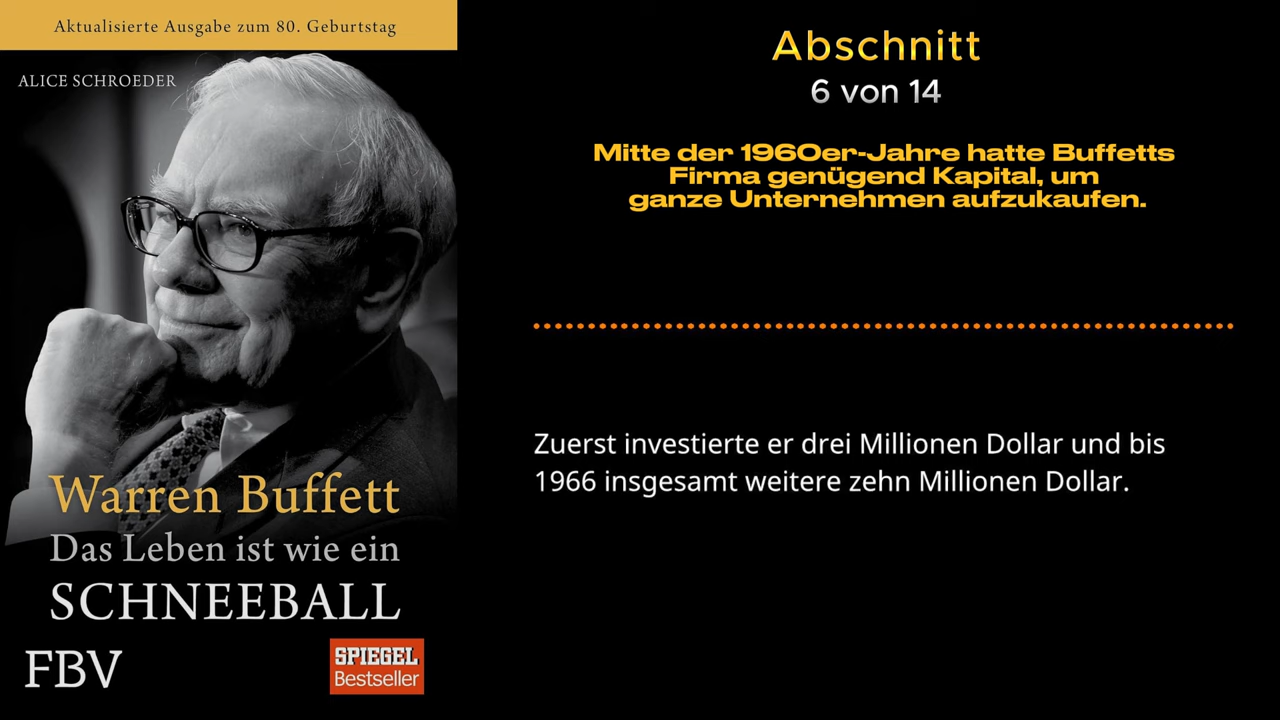 Aktualisierte Ausgabe zum 80. Geburtstag
ALICE SCHROEDER
Warren Buffett
Das Leben ist wie ein
SCHNEEBALL
FBV
SPIEGEL
Bestseller
Abschnitt
6 von 14
Mitte der 1960er-Jahre hatte Buffetts
Firma genügend Kapital, um
ganze Unternehmen aufzukaufen.
Zuerst investierte er drei Millionen Dollar und bis
1966 insgesamt weitere zehn Millionen Dollar.